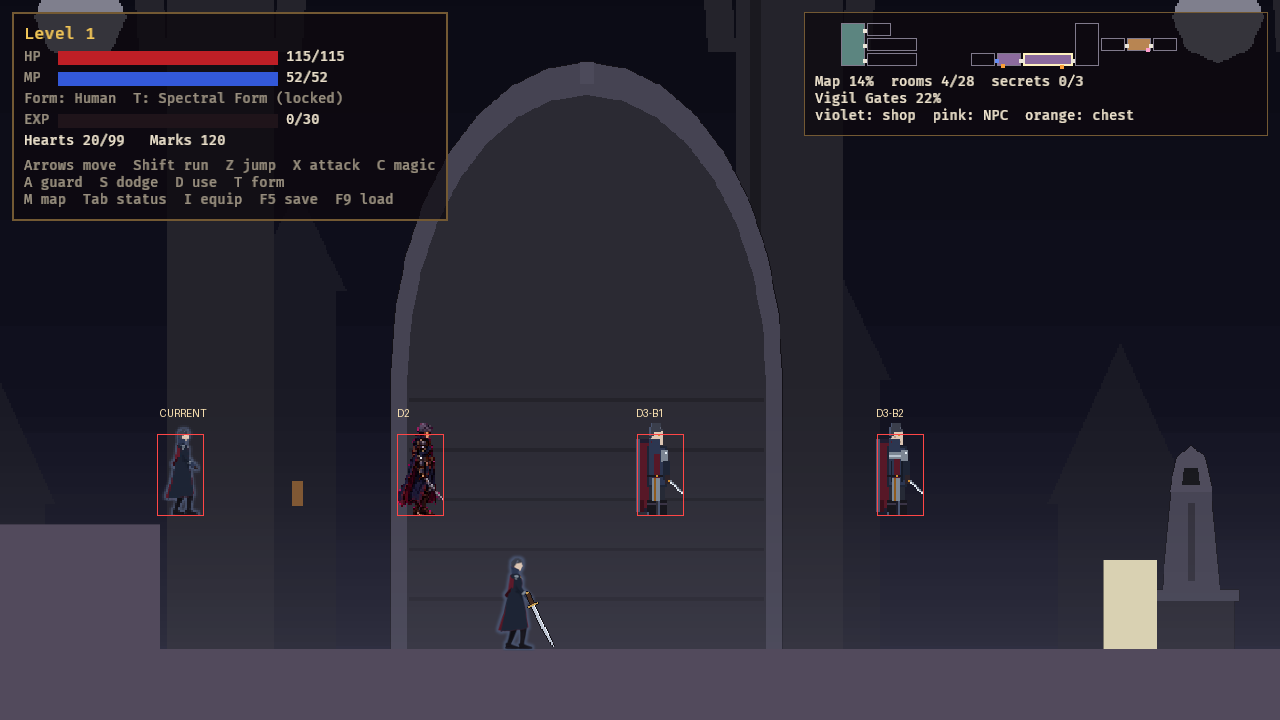 Level 1
HP 115/115
MP 52/52
Form: Human  T: Spectral Form (locked)
EXP 0/30
Hearts 20/99  Marks 120
Arrows move  Shift run  Z jump  X attack  C magic
A guard  S dodge  D use  T form
M map  Tab status  I equip  F5 save  F9 load
Map 14%  rooms 4/28  secrets 0/3
Vigil Gates 22%
violet: shop  pink: NPC  orange: chest
CURRENT
D2
D3-B1
D3-B2